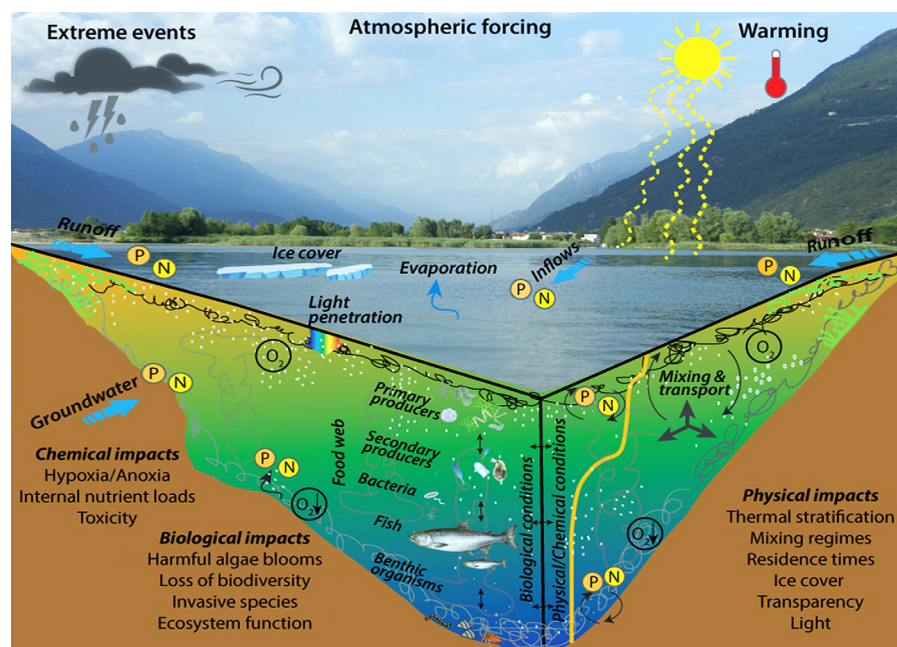 Extreme events
Atmospheric forcing
Warming
Runoff
P
N
Ice cover
Evaporation
Inflows
P
N
Runoff
P
N
Light
penetration
O₂
O₂
Mixing &
transport
Groundwater
P
N
Primary
producers
P
N
Food web
Secondary
producers
Bacteria
Fish
Benthic
organisms
Biological conditions
Physical/Chemical conditions
P
N
O₂↓
O₂↓
P
N
Chemical impacts
Hypoxia/Anoxia
Internal nutrient loads
Toxicity
Biological impacts
Harmful algae blooms
Loss of biodiversity
Invasive species
Ecosystem function
Physical impacts
Thermal stratification
Mixing regimes
Residence times
Ice cover
Transparency
Light